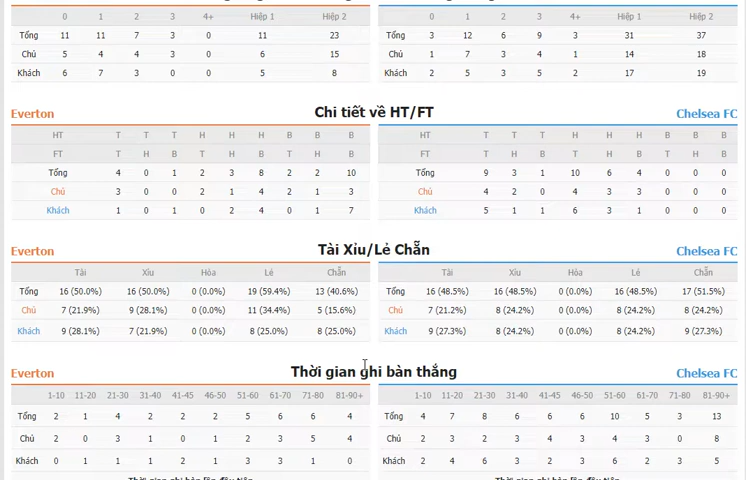 0 1 2 3 4+ Hiệp 1 Hiệp 2 0 1 2 3 4+ Hiệp 1 Hiệp 2
Tổng 11 11 7 3 0 11 23 Tổng 3 12 6 9 3 31 37
Chủ 5 4 4 3 0 6 15 Chủ 1 7 3 4 1 14 18
Khách 6 7 3 0 0 5 8 Khách 2 5 3 5 2 17 19
Everton Chi tiết về HT/FT Chelsea FC
HT T T T H H H B B B HT T T T H H H B B B
FT T H B T H B T H B FT T H B T H B T H B
Tổng 4 0 1 2 3 8 2 2 10 Tổng 9 3 1 10 6 4 0 0 0
Chủ 3 0 0 2 1 4 2 1 3 Chủ 4 2 0 4 3 3 0 0 0
Khách 1 0 1 0 2 4 0 1 7 Khách 5 1 1 6 3 1 0 0 0
Everton Tài Xỉu/Lẻ Chẵn Chelsea FC
Tài Xỉu Hòa Lẻ Chẵn Tài Xỉu Hòa Lẻ Chẵn
Tổng 16 (50.0%) 16 (50.0%) 0 (0.0%) 19 (59.4%) 13 (40.6%) Tổng 16 (48.5%) 16 (48.5%) 0 (0.0%) 16 (48.5%) 17 (51.5%)
Chủ 7 (21.9%) 9 (28.1%) 0 (0.0%) 11 (34.4%) 5 (15.6%) Chủ 7 (21.2%) 8 (24.2%) 0 (0.0%) 8 (24.2%) 8 (24.2%)
Khách 9 (28.1%) 7 (21.9%) 0 (0.0%) 8 (25.0%) 8 (25.0%) Khách 9 (27.3%) 8 (24.2%) 0 (0.0%) 8 (24.2%) 9 (27.3%)
Everton Thời gian ghi bàn thắng Chelsea FC
1-10 11-20 21-30 31-40 41-45 46-50 51-60 61-70 71-80 81-90+ 1-10 11-20 21-30 31-40 41-45 46-50 51-60 61-70 71-80 81-90+
Tổng 2 1 4 2 2 2 5 6 6 4 Tổng 4 7 8 6 6 6 10 5 3 13
Chủ 2 0 3 1 0 1 2 3 5 4 Chủ 2 3 2 3 4 3 4 3 0 8
Khách 0 1 1 1 2 1 3 3 1 0 Khách 2 4 6 3 2 3 6 2 3 5
Thời gian ghi bàn lần đầu tiên Thời gian ghi bàn lần đầu tiên